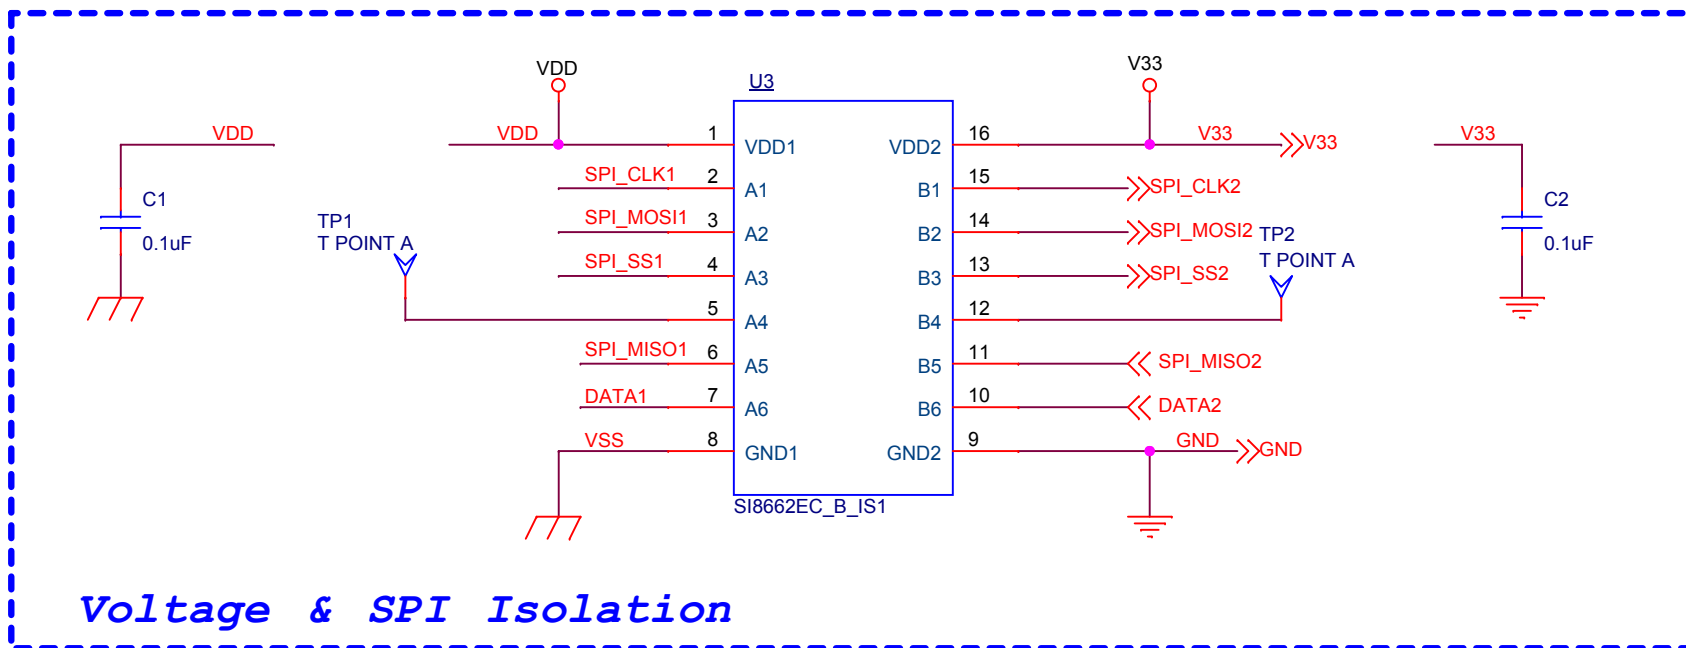 VDD
U3
V33
VDD
VDD
1
VDD1
VDD2
16
V33
V33
V33
SPI_CLK1
2
A1
B1
15
SPI_CLK2
C1
0.1uF
TP1
T POINT A
SPI_MOSI1
3
A2
B2
14
SPI_MOSI2
TP2
T POINT A
C2
0.1uF
SPI_SS1
4
A3
B3
13
SPI_SS2
5
A4
B4
12
SPI_MISO1
6
A5
B5
11
SPI_MISO2
DATA1
7
A6
B6
10
DATA2
VSS
8
GND1
GND2
9
GND
GND
SI8662EC_B_IS1
Voltage & SPI Isolation